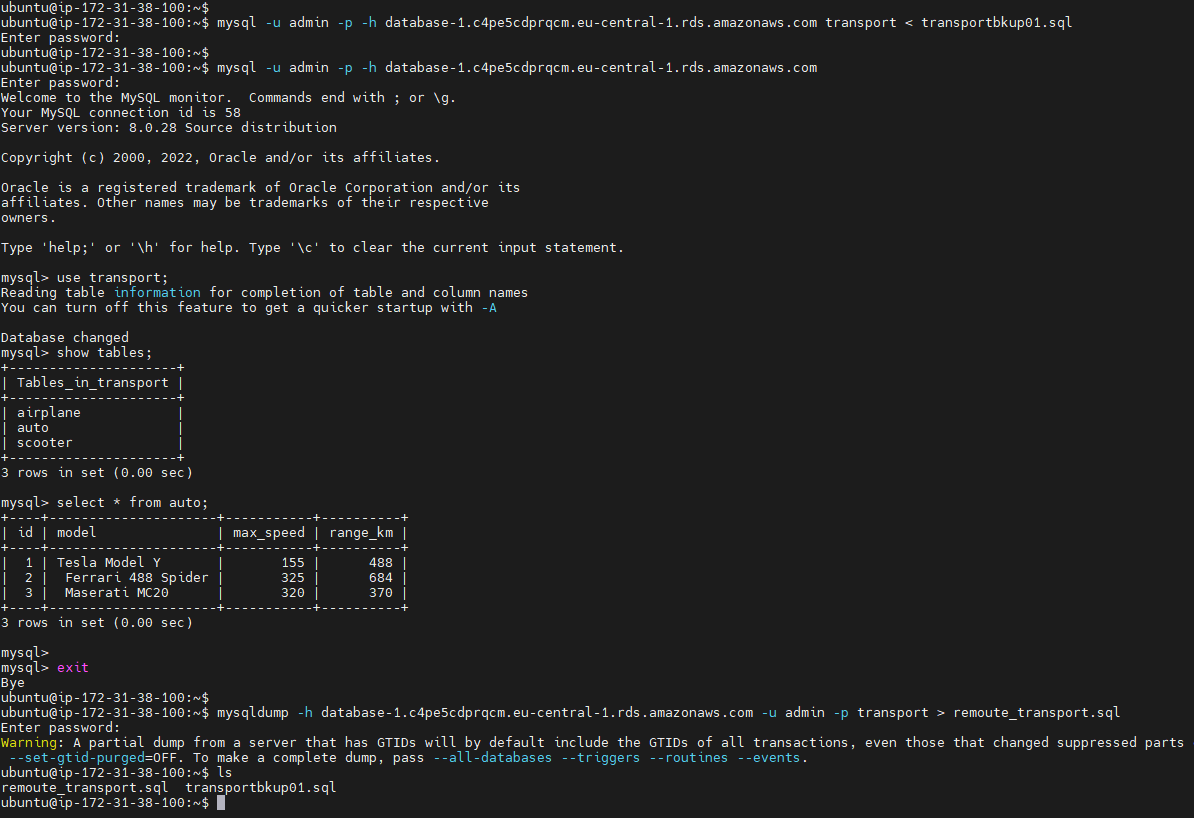 ubuntu@ip-172-31-38-100:~$
ubuntu@ip-172-31-38-100:~$ mysql -u admin -p -h database-1.c4pe5cdprqcm.eu-central-1.rds.amazonaws.com transport < transportbkup01.sql
Enter password:
ubuntu@ip-172-31-38-100:~$
ubuntu@ip-172-31-38-100:~$ mysql -u admin -p -h database-1.c4pe5cdprqcm.eu-central-1.rds.amazonaws.com
Enter password:
Welcome to the MySQL monitor.  Commands end with ; or \g.
Your MySQL connection id is 58
Server version: 8.0.28 Source distribution

Copyright (c) 2000, 2022, Oracle and/or its affiliates.

Oracle is a registered trademark of Oracle Corporation and/or its
affiliates. Other names may be trademarks of their respective
owners.

Type 'help;' or '\h' for help. Type '\c' to clear the current input statement.

mysql> use transport;
Reading table information for completion of table and column names
You can turn off this feature to get a quicker startup with -A

Database changed
mysql> show tables;
+---------------------+
| Tables_in_transport |
+---------------------+
| airplane            |
| auto                |
| scooter             |
+---------------------+
3 rows in set (0.00 sec)

mysql> select * from auto;
+----+---------------------+-----------+----------+
| id | model               | max_speed | range_km |
+----+---------------------+-----------+----------+
|  1 | Tesla Model Y       |       155 |      488 |
|  2 |  Ferrari 488 Spider |       325 |      684 |
|  3 |  Maserati MC20      |       320 |      370 |
+----+---------------------+-----------+----------+
3 rows in set (0.00 sec)

mysql>
mysql> exit
Bye
ubuntu@ip-172-31-38-100:~$
ubuntu@ip-172-31-38-100:~$ mysqldump -h database-1.c4pe5cdprqcm.eu-central-1.rds.amazonaws.com -u admin -p transport > remoute_transport.sql
Enter password:
Warning: A partial dump from a server that has GTIDs will by default include the GTIDs of all transactions, even those that changed suppressed parts
 --set-gtid-purged=OFF. To make a complete dump, pass --all-databases --triggers --routines --events.
ubuntu@ip-172-31-38-100:~$ ls
remoute_transport.sql  transportbkup01.sql
ubuntu@ip-172-31-38-100:~$